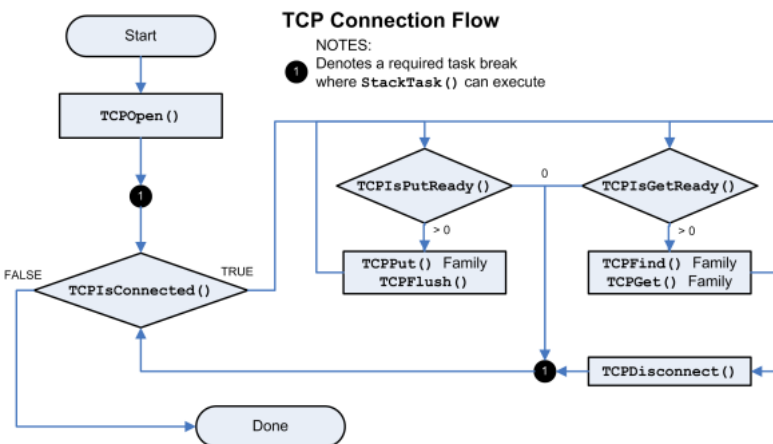 TCP Connection Flow
NOTES:
1 Denotes a required task break
where StackTask() can execute
Start
TCPOpen()
1
TCPIsConnected()
FALSE
TRUE
TCPIsPutReady()
0
TCPIsGetReady()
> 0
> 0
TCPPut() Family
TCPFlush()
TCPFind() Family
TCPGet() Family
1
TCPDisconnect()
Done